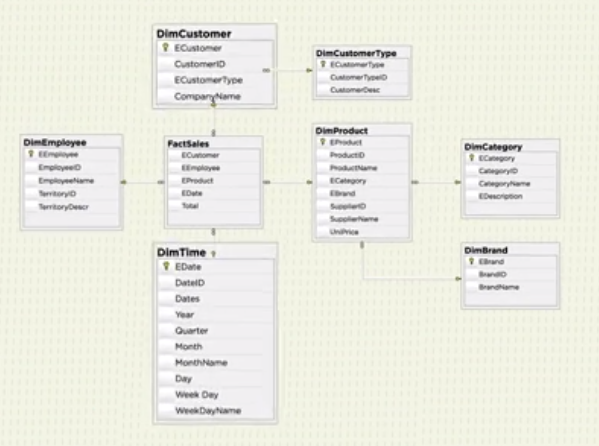 DimCustomer
ECustomer
CustomerID
ECustomerType
CompanyName
DimCustomerType
ECustomerType
CustomerTypeID
CustomerDesc
DimEmployee
EEmployee
EmployeeID
EmployeeName
TerritoryID
TerritoryDescr
FactSales
ECustomer
EEmployee
EProduct
EDate
Total
DimProduct
EProduct
ProductID
ProductName
ECategory
EBrand
SupplierID
SupplierName
UniPrice
DimCategory
ECategory
CategoryID
CategoryName
EDescription
DimBrand
EBrand
BrandID
BrandName
DimTime
EDate
DateID
Dates
Year
Quarter
Month
MonthName
Day
Week Day
WeekDayName